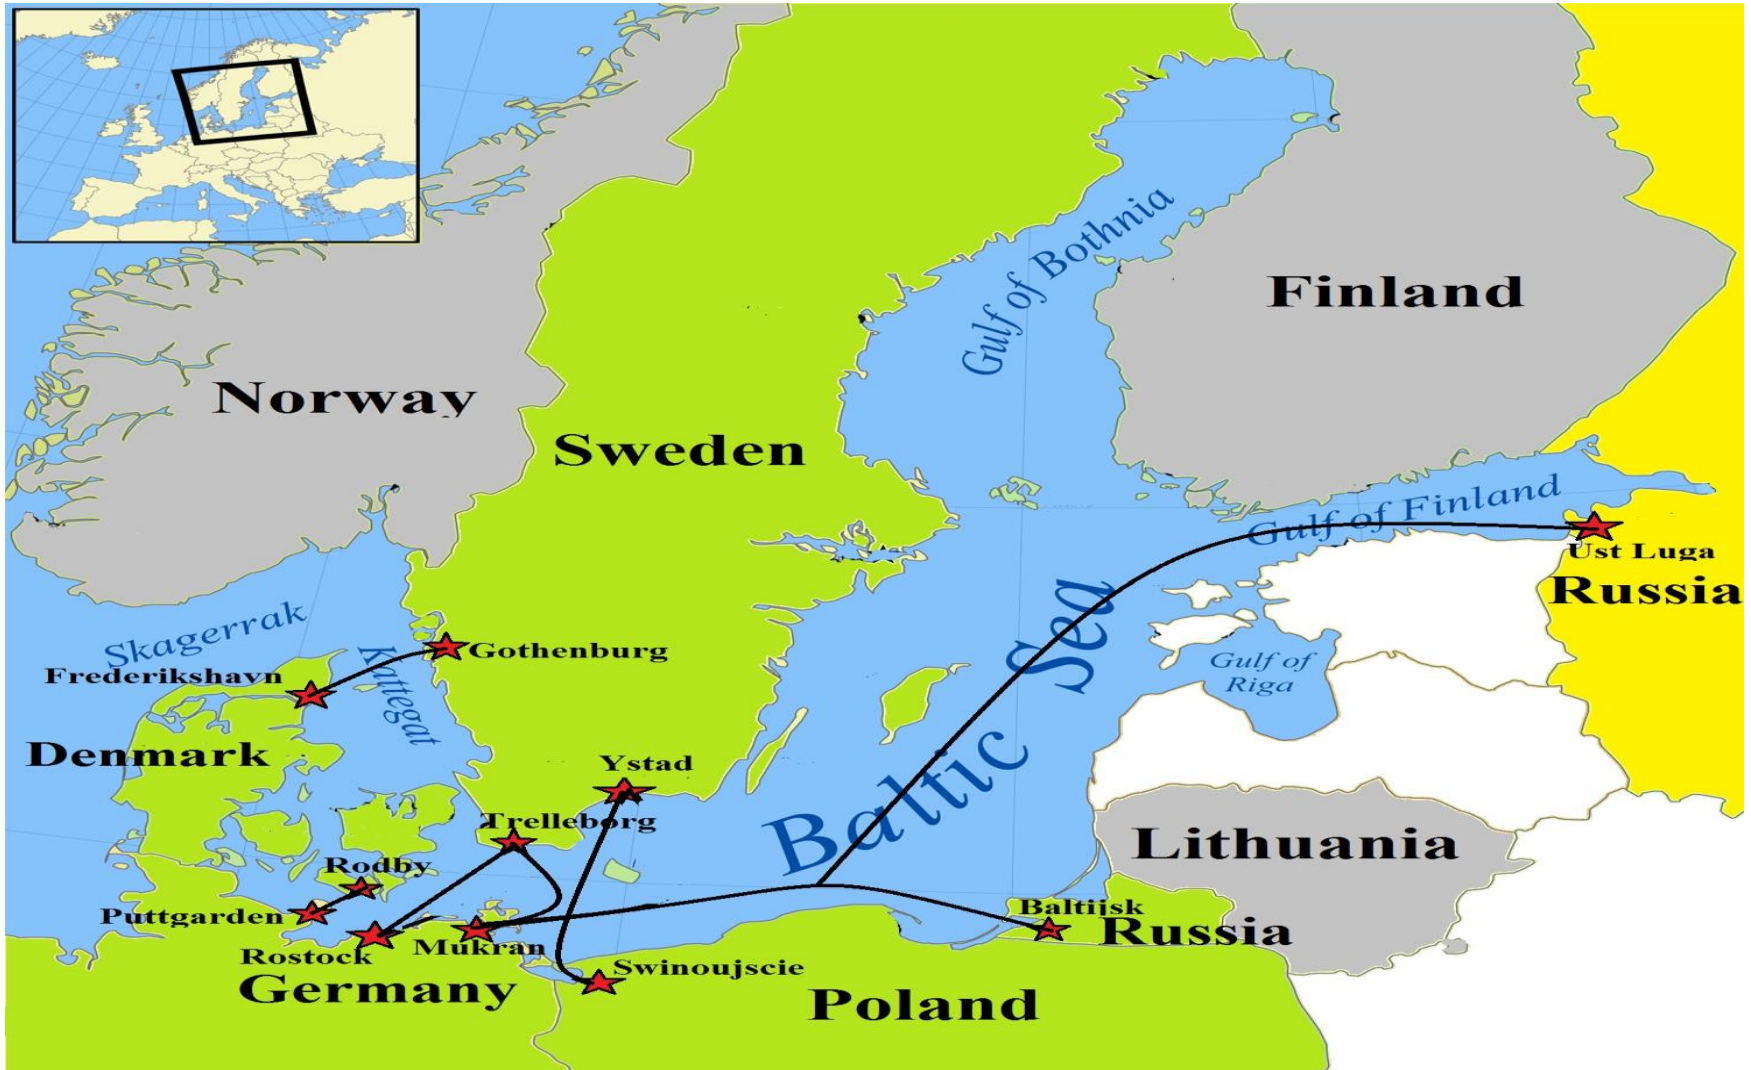 Gulf of Bothnia
Finland
Norway
Sweden
Gulf of Finland
Ust Luga
Russia
Skagerrak
Kattegat
Gothenburg
Frederikshavn
Gulf of
Riga
Baltic Sea
Denmark
Ystad
Trelleborg
Lithuania
Rodby
Puttgarden
Baltijsk
Russia
Rostock
Mukran
Swinoujscie
Germany
Poland